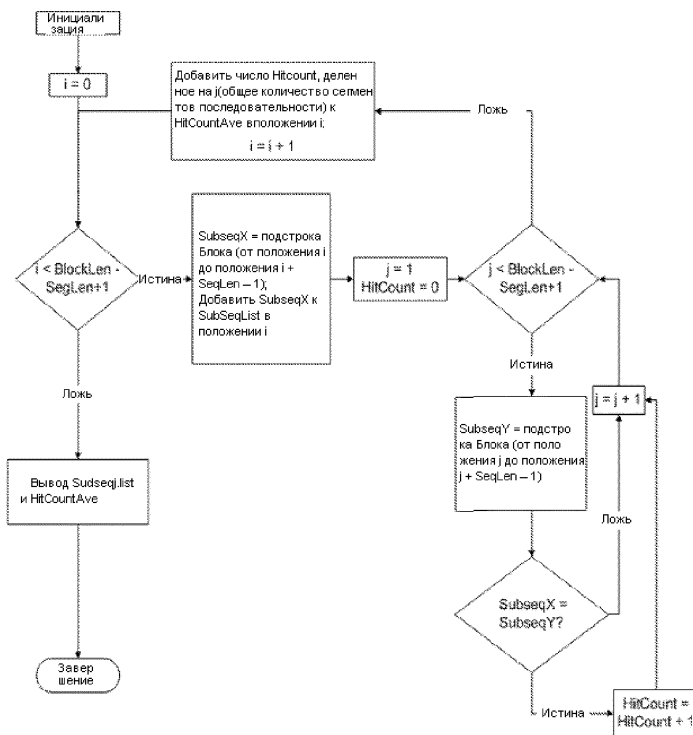 Инициали
зация
i = 0
Добавить число Hitcount, делен
ное на j(общее количество сегмен
тов последовательности) к
HitCountAve вположении i;
i = i + 1
Ложь
i < BlockLen -
SegLen+1
Истина
SubseqX = подстрока
Блока (от положения i
до положения i +
SeqLen – 1);
Добавить SubseqX к
SubSeqList в
положении i
j = 1
HitCount = 0
j < BlockLen -
SegLen+1
Истина
j = j + 1
Ложь
SubseqY = подстро
ка Блока (от поло
жения j до положения
j + SeqLen – 1)
Вывод Sudseqj.list
и HitCountAve
Ложь
SubseqX =
SubseqY?
Завер
шение
Истина
HitCount =
HitCount + 1